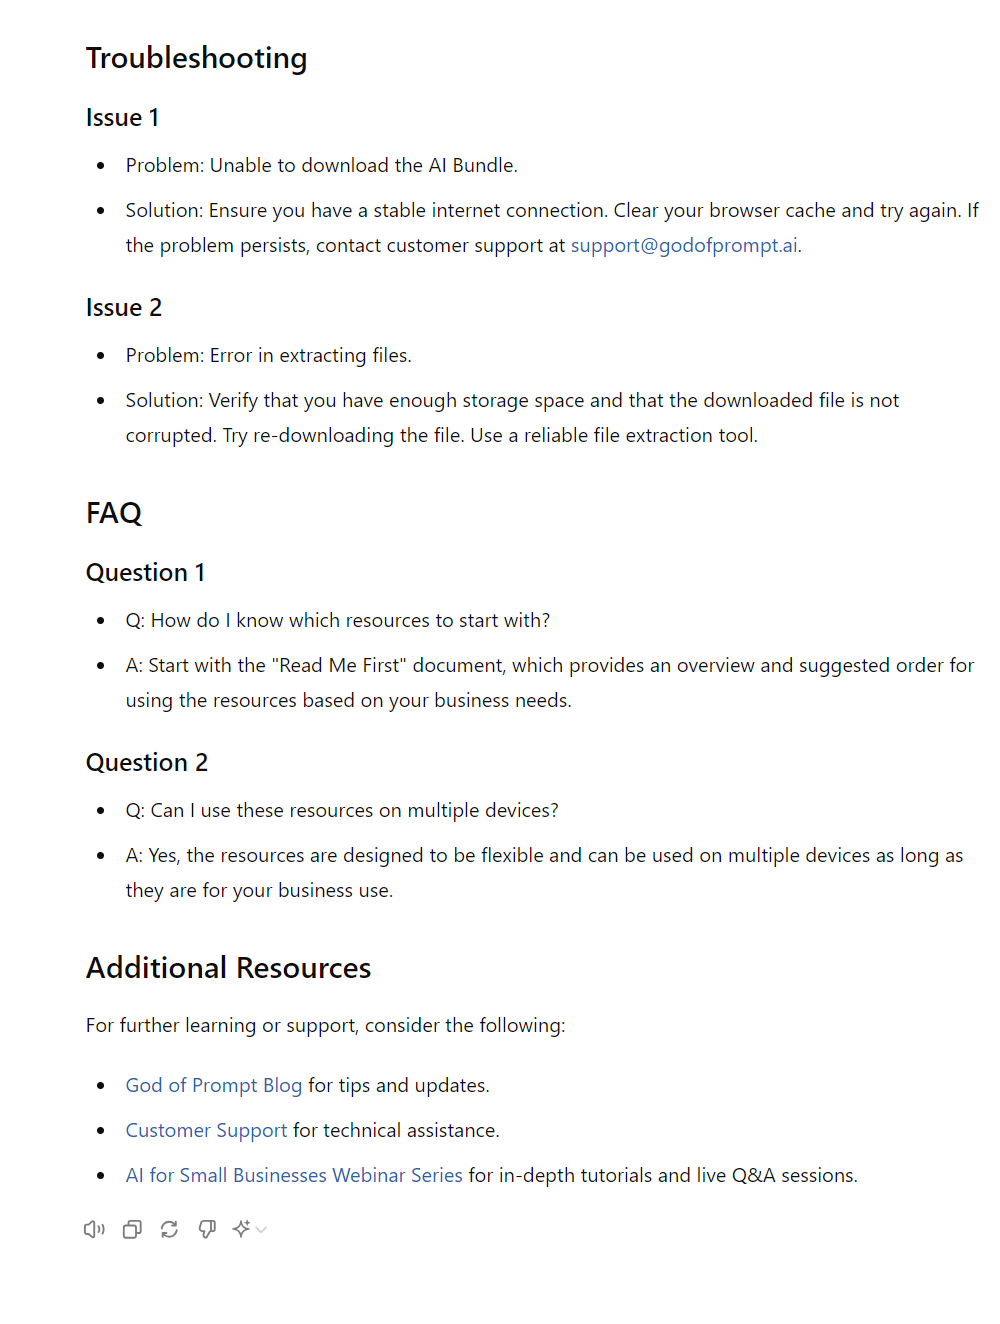 Troubleshooting
Issue 1
Problem: Unable to download the AI Bundle.
Solution: Ensure you have a stable internet connection. Clear your browser cache and try again. If
the problem persists, contact customer support at support@godofprompt.ai.
Issue 2
Problem: Error in extracting files.
Solution: Verify that you have enough storage space and that the downloaded file is not
corrupted. Try re-downloading the file. Use a reliable file extraction tool.
FAQ
Question 1
Q: How do I know which resources to start with?
A: Start with the "Read Me First" document, which provides an overview and suggested order for
using the resources based on your business needs.
Question 2
Q: Can I use these resources on multiple devices?
A: Yes, the resources are designed to be flexible and can be used on multiple devices as long as
they are for your business use.
Additional Resources
For further learning or support, consider the following:
God of Prompt Blog for tips and updates.
Customer Support for technical assistance.
AI for Small Businesses Webinar Series for in-depth tutorials and live Q&A sessions.